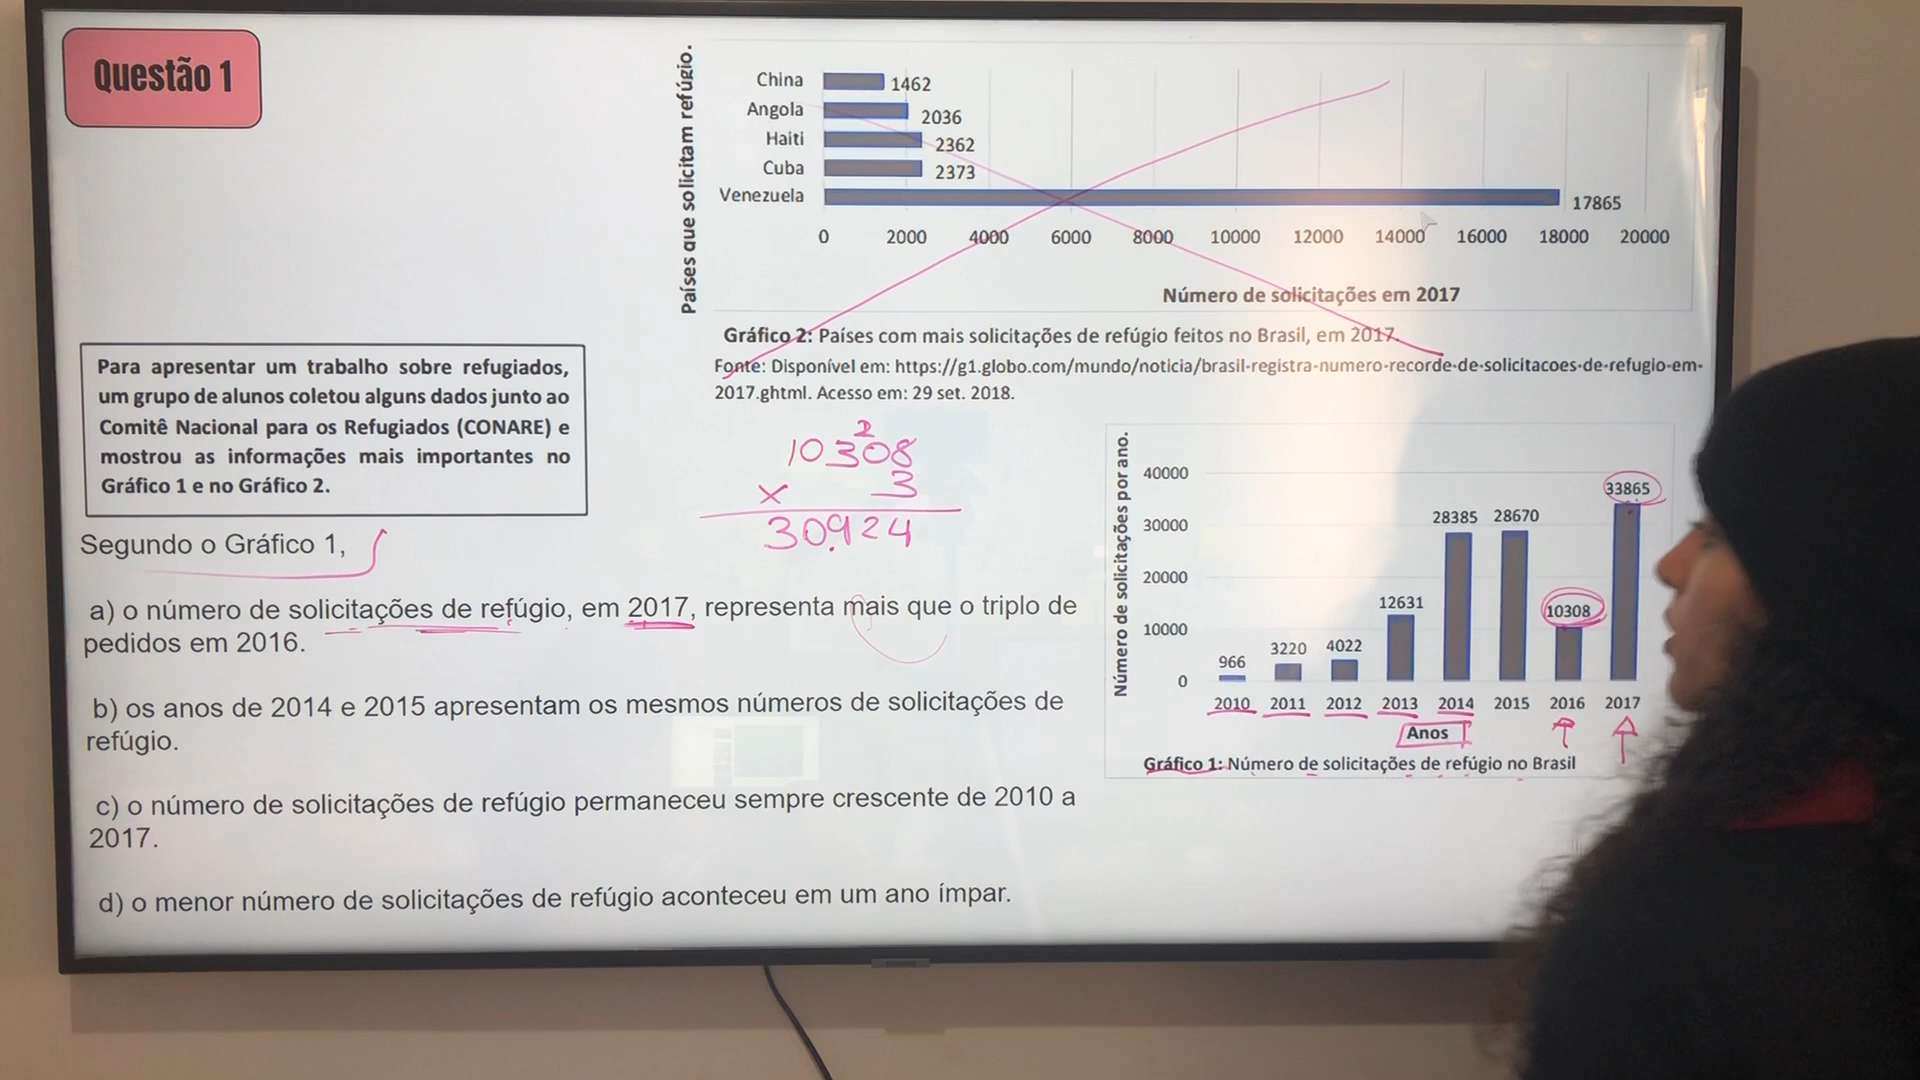 Questão 1
Países que solicitam refúgio.
China 1462
Angola 2036
Haiti 2362
Cuba 2373
Venezuela 17865
0 2000 4000 6000 8000 10000 12000 14000 16000 18000 20000
Número de solicitações em 2017
Gráfico 2: Países com mais solicitações de refúgio feitos no Brasil, em 2017.
Fonte: Disponível em: https://g1.globo.com/mundo/noticia/brasil-registra-numero-recorde-de-solicitacoes-de-refugio-em-
2017.ghtml. Acesso em: 29 set. 2018.
Para apresentar um trabalho sobre refugiados,
um grupo de alunos coletou alguns dados junto ao
Comitê Nacional para os Refugiados (CONARE) e
mostrou as informações mais importantes no
Gráfico 1 e no Gráfico 2.
2
10308
x 3
30.924
Segundo o Gráfico 1,
a) o número de solicitações de refúgio, em 2017, representa mais que o triplo de
pedidos em 2016.
b) os anos de 2014 e 2015 apresentam os mesmos números de solicitações de
refúgio.
c) o número de solicitações de refúgio permaneceu sempre crescente de 2010 a
2017.
d) o menor número de solicitações de refúgio aconteceu em um ano ímpar.
Número de solicitações por ano.
40000
30000
20000
10000
0
966 3220 4022 12631 28385 28670 10308 33865
2010 2011 2012 2013 2014 2015 2016 2017
Anos
Gráfico 1: Número de solicitações de refúgio no Brasil